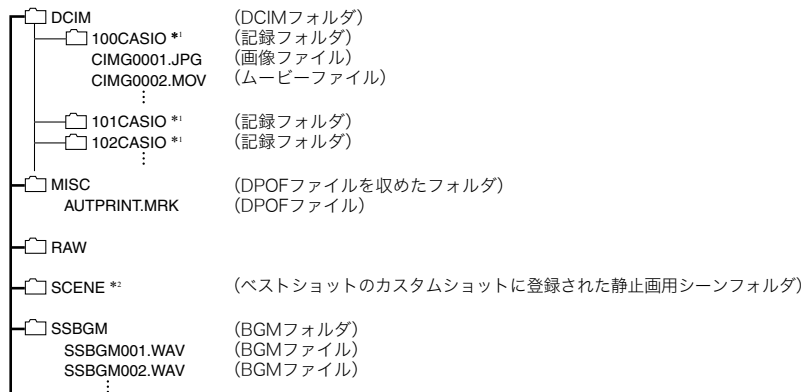 DCIM (DCIMフォルダ)
100CASIO *1 (記録フォルダ)
CIMG0001.JPG (画像ファイル)
CIMG0002.MOV (ムービーファイル)
⋮
101CASIO *1 (記録フォルダ)
102CASIO *1 (記録フォルダ)
⋮
MISC (DPOFファイルを収めたフォルダ)
AUTPRINT.MRK (DPOFファイル)
RAW
SCENE *2 (ベストショットのカスタムショットに登録された静止画用シーンフォルダ)
SSBGM (BGMフォルダ)
SSBGM001.WAV (BGMファイル)
SSBGM002.WAV (BGMファイル)
⋮